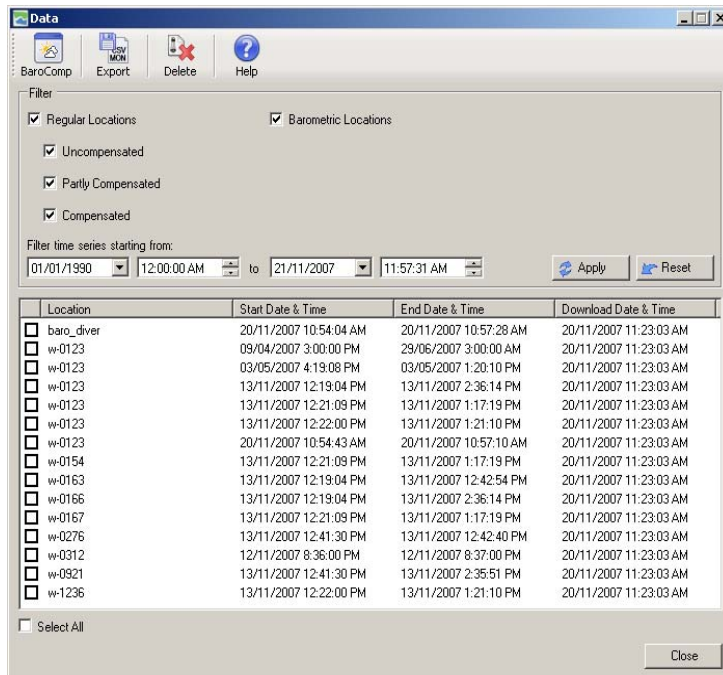 Data
CSV
MON
BaroComp Export Delete Help
Filter
Regular Locations Barometric Locations
Uncompensated
Partly Compensated
Compensated
Filter time series starting from:
01/01/1990 12:00:00 AM to 21/11/2007 11:57:31 AM Apply Reset
Location Start Date & Time End Date & Time Download Date & Time
baro_diver 20/11/2007 10:54:04 AM 20/11/2007 10:57:28 AM 20/11/2007 11:23:03 AM
w-0123 09/04/2007 3:00:00 PM 29/06/2007 3:00:00 AM 20/11/2007 11:23:03 AM
w-0123 03/05/2007 4:19:08 PM 03/05/2007 1:20:10 PM 20/11/2007 11:23:03 AM
w-0123 13/11/2007 12:19:04 PM 13/11/2007 2:36:14 PM 20/11/2007 11:23:03 AM
w-0123 13/11/2007 12:21:09 PM 13/11/2007 1:17:19 PM 20/11/2007 11:23:03 AM
w-0123 13/11/2007 12:22:00 PM 13/11/2007 1:21:10 PM 20/11/2007 11:23:03 AM
w-0123 20/11/2007 10:54:43 AM 20/11/2007 10:57:10 AM 20/11/2007 11:23:03 AM
w-0154 13/11/2007 12:21:09 PM 13/11/2007 1:17:19 PM 20/11/2007 11:23:03 AM
w-0163 13/11/2007 12:19:04 PM 13/11/2007 12:42:54 PM 20/11/2007 11:23:03 AM
w-0166 13/11/2007 12:19:04 PM 13/11/2007 2:36:14 PM 20/11/2007 11:23:03 AM
w-0167 13/11/2007 12:21:09 PM 13/11/2007 1:17:19 PM 20/11/2007 11:23:03 AM
w-0276 13/11/2007 12:41:30 PM 13/11/2007 12:42:40 PM 20/11/2007 11:23:03 AM
w-0312 12/11/2007 8:36:00 PM 12/11/2007 8:37:00 PM 20/11/2007 11:23:03 AM
w-0921 13/11/2007 12:41:30 PM 13/11/2007 2:35:51 PM 20/11/2007 11:23:03 AM
w-1236 13/11/2007 12:22:00 PM 13/11/2007 1:21:10 PM 20/11/2007 11:23:03 AM
Select All
Close